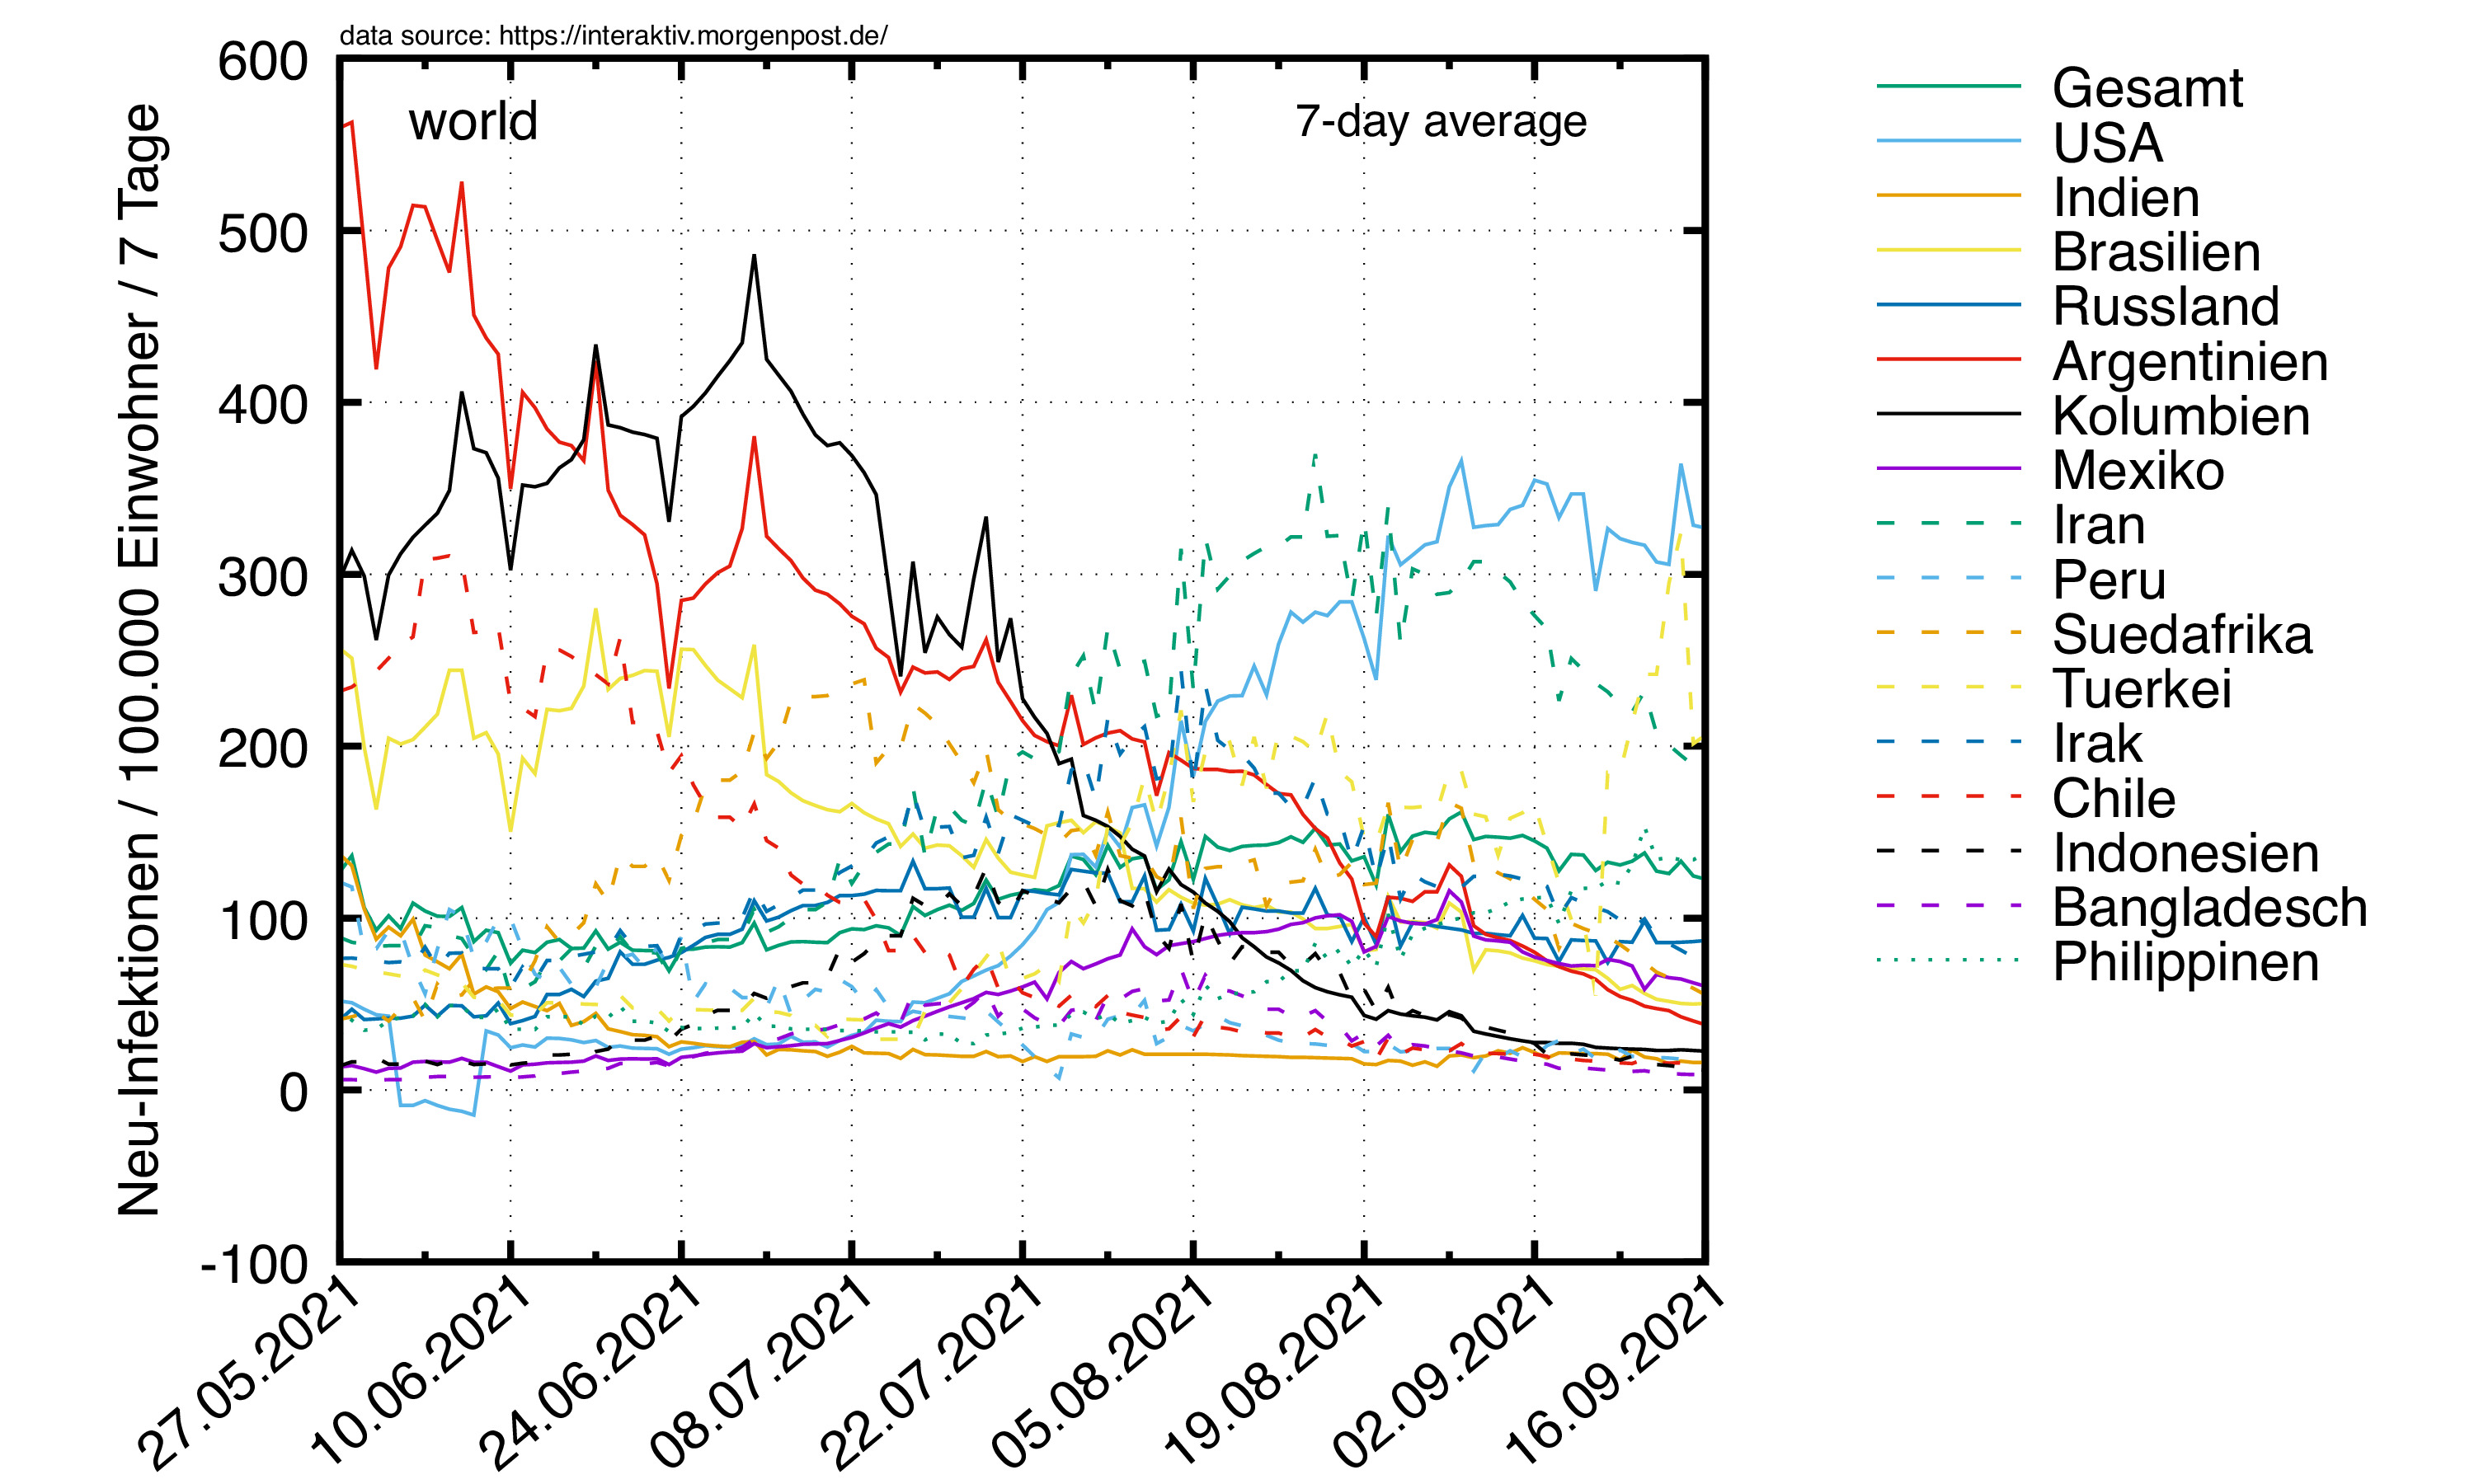 data source: https://interaktiv.morgenpost.de/
world
7-day average
Neu-Infektionen / 100.000 Einwohner / 7 Tage
600
500
400
300
200
100
0
-100
27.05.2021
10.06.2021
24.06.2021
08.07.2021
22.07.2021
05.08.2021
19.08.2021
02.09.2021
16.09.2021
Gesamt
USA
Indien
Brasilien
Russland
Argentinien
Kolumbien
Mexiko
Iran
Peru
Suedafrika
Tuerkei
Irak
Chile
Indonesien
Bangladesch
Philippinen